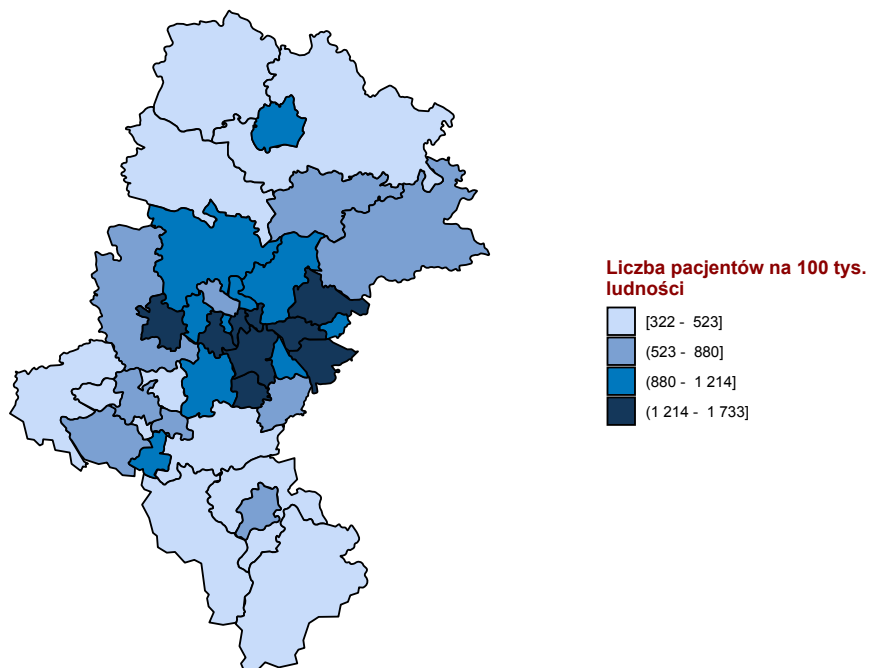 Liczba pacjentów na 100 tys.
ludności
[322 - 523]
(523 - 880]
(880 - 1 214]
(1 214 - 1 733]